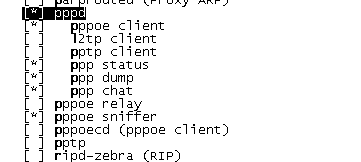 [ ] parprouted (Proxy ARP)
[*] pppd
[*] pppoe client
[ ] l2tp client
[ ] pptp client
[*] ppp status
[*] ppp dump
[*] ppp chat
[ ] pppoe relay
[*] pppoe sniffer
[ ] pppoecd (pppoe client)
[ ] pptp
[ ] ripd-zebra (RIP)